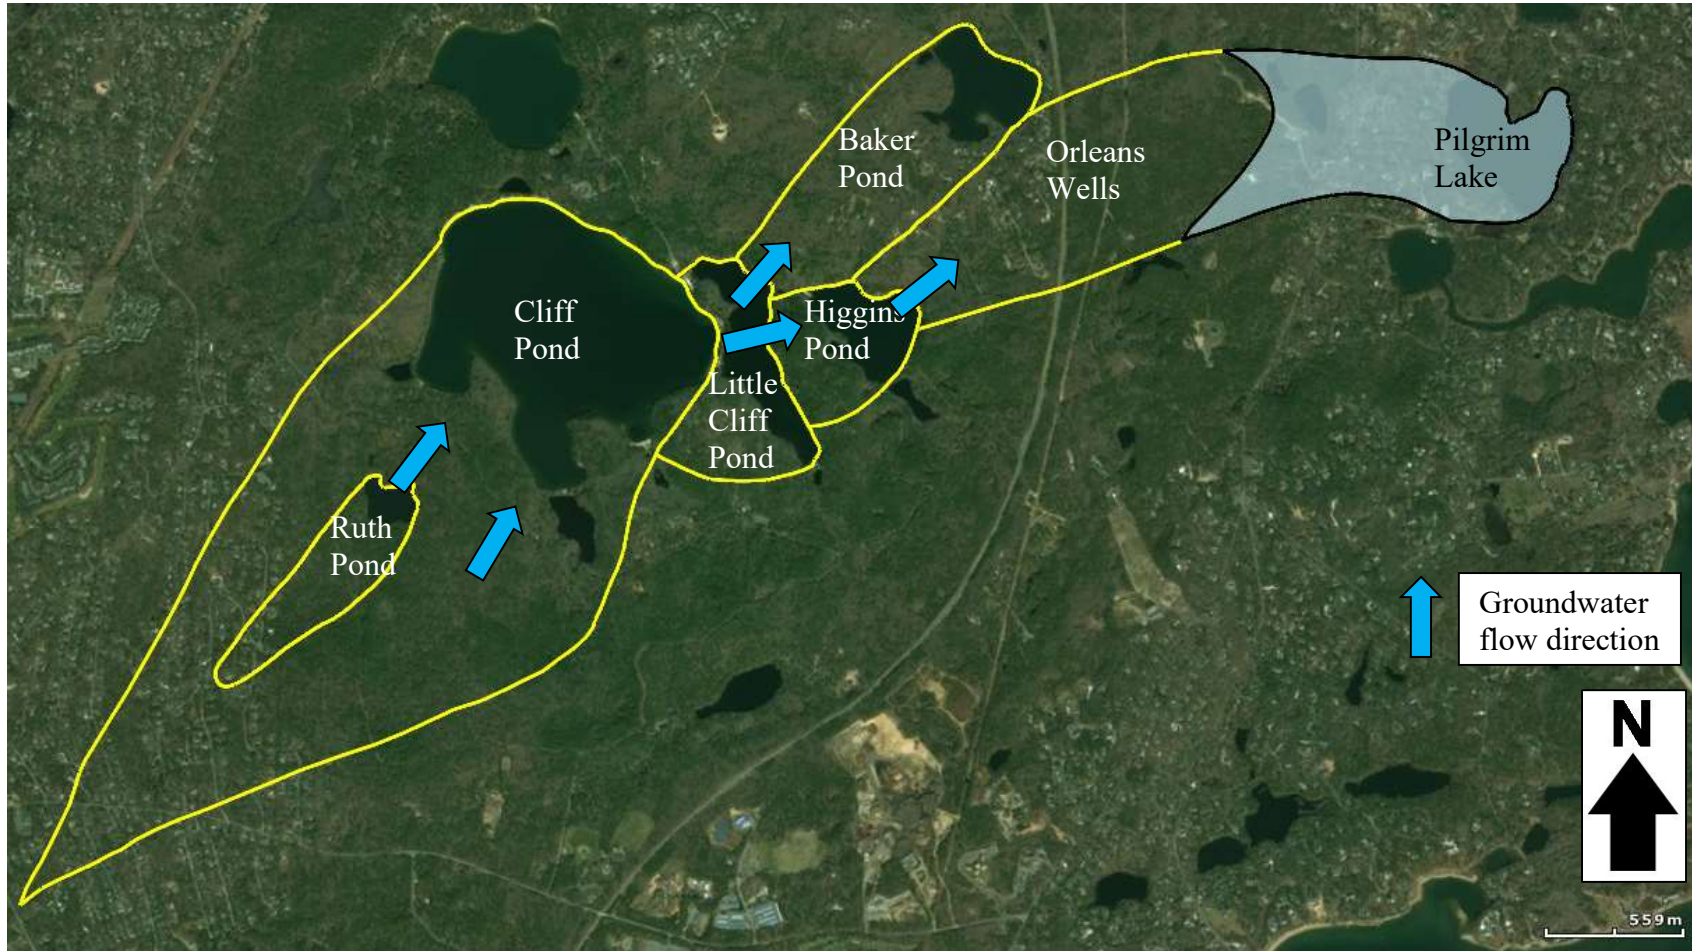 Baker
Pond
Orleans
Wells
Pilgrim
Lake
Cliff
Pond
Higgins
Pond
Little
Cliff
Pond
Ruth
Pond
Groundwater
flow direction
N
559m